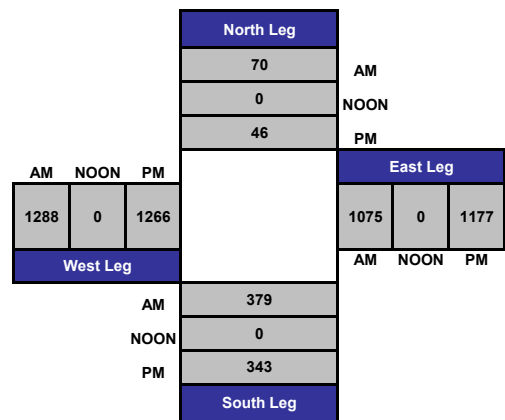 North Leg
70 AM
0 NOON
46 PM
East Leg
AM NOON PM
1288 0 1266
1075 0 1177
West Leg
AM NOON PM
AM 379
NOON 0
PM 343
South Leg